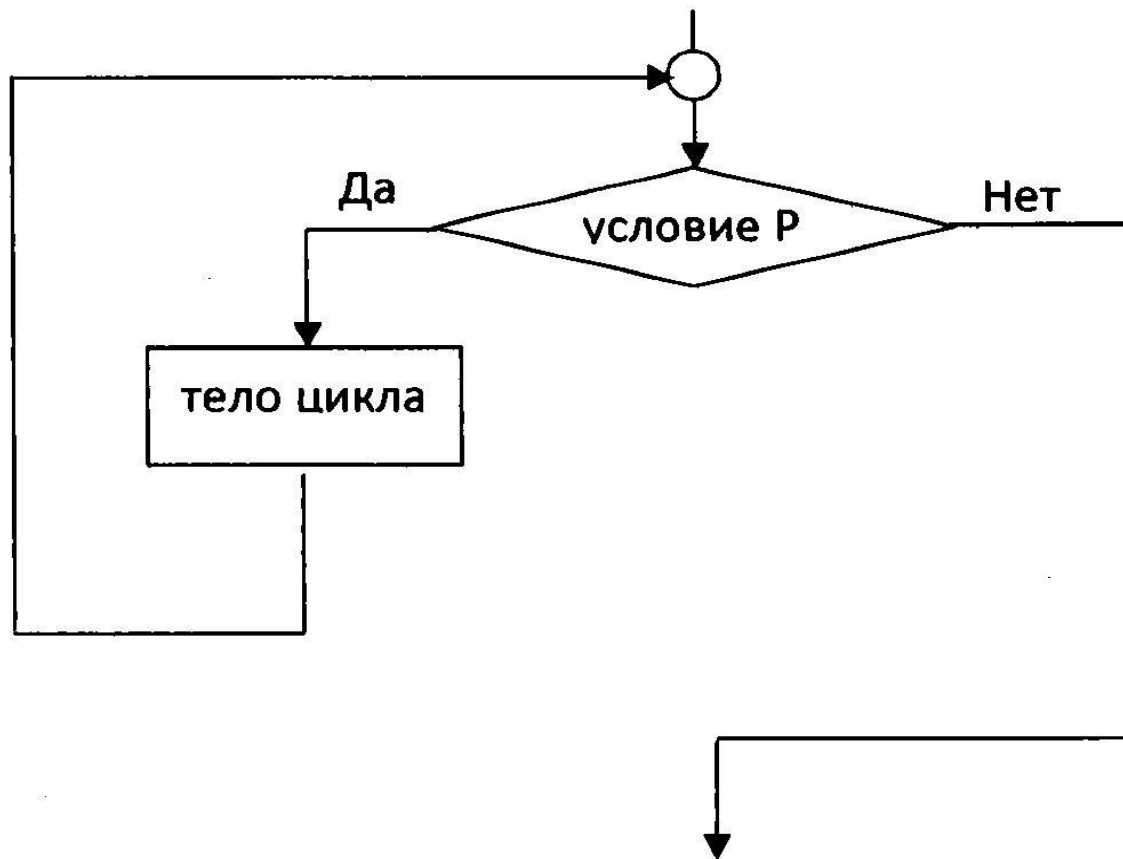 Да
условие Р
Нет
тело цикла